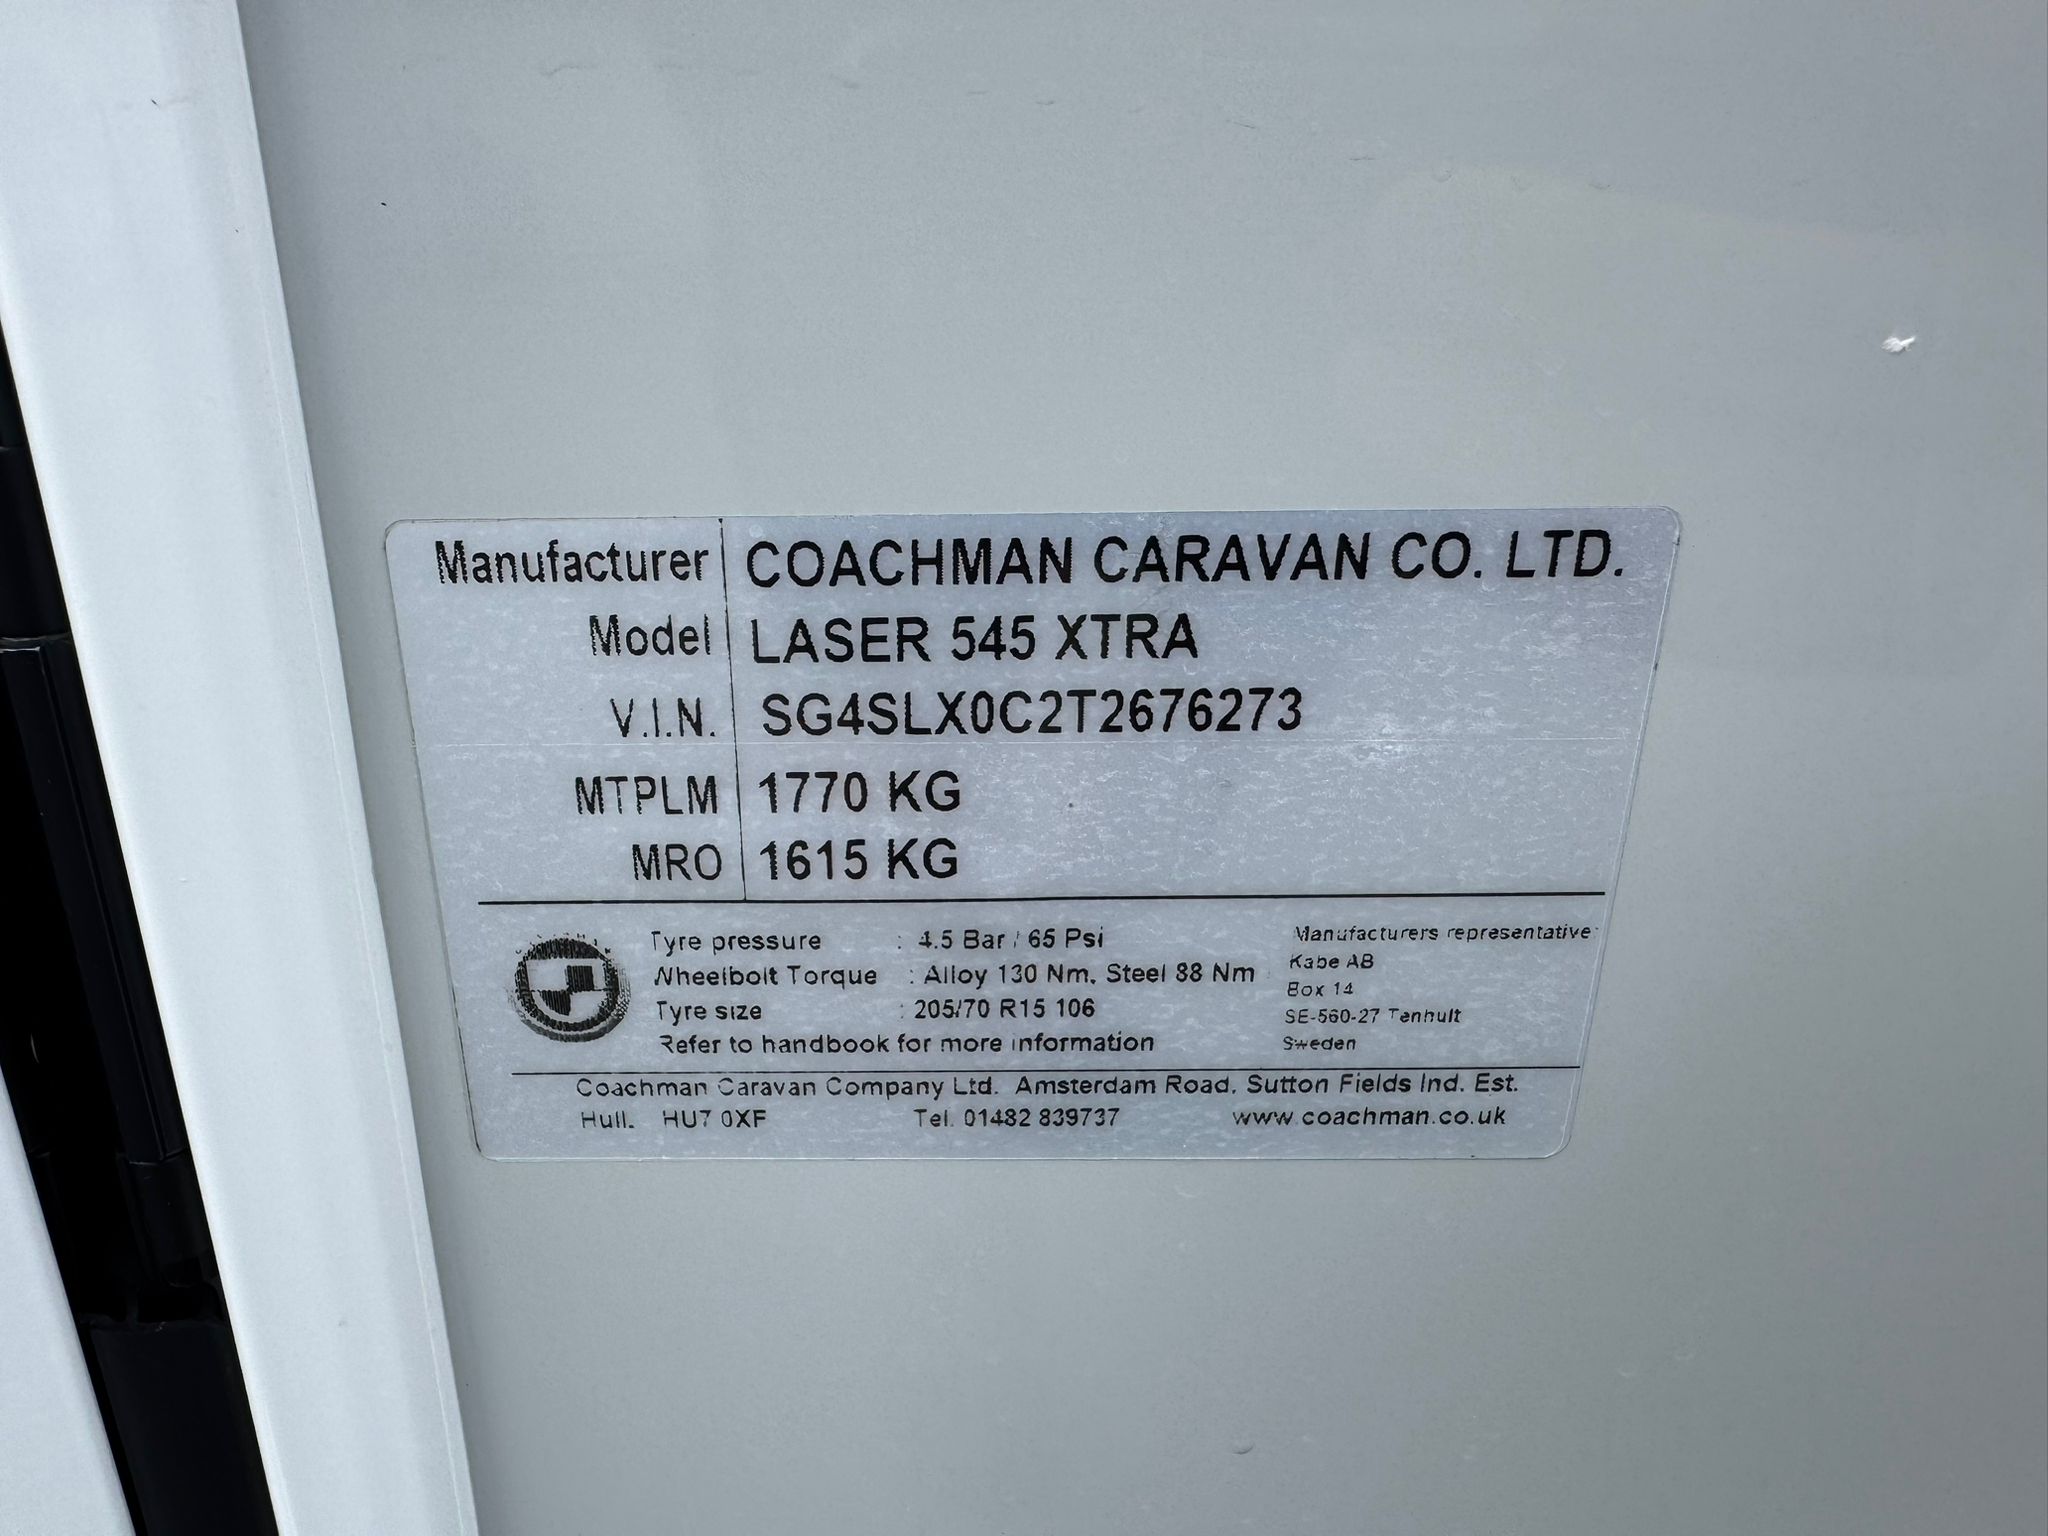 Manufacturer COACHMAN CARAVAN CO. LTD.
Model LASER 545 XTRA
V.I.N. SG4SLX0C2T2676273
MTPLM 1770 KG
MRO 1615 KG
Tyre pressure : 4.5 Bar / 65 Psi
Wheelbolt Torque : Alloy 130 Nm, Steel 88 Nm
Tyre size : 205/70 R15 106
Refer to handbook for more information
Manufacturers representative:
Kabe AB
Box 14
SE-560-27 Tenhult
Sweden
Coachman Caravan Company Ltd. Amsterdam Road, Sutton Fields Ind. Est.
Hull. HU7 0XF Tel. 01482 839737 www.coachman.co.uk